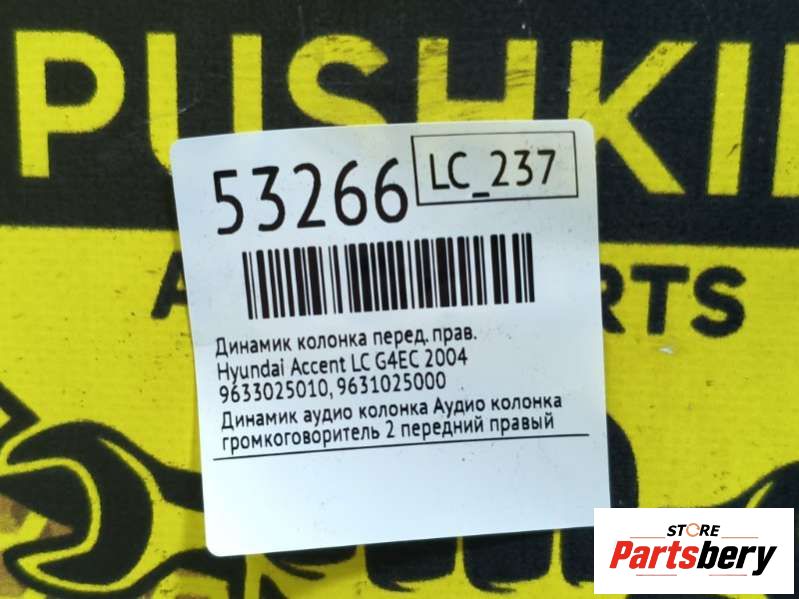 PUSHKI
A RTS
53266
LC_237
Динамик колонка перед. прав.
Hyundai Accent LC G4EC 2004
9633025010, 9631025000
Динамик аудио колонка Аудио колонка
громкоговоритель 2 передний правый
STORE
Partsbery